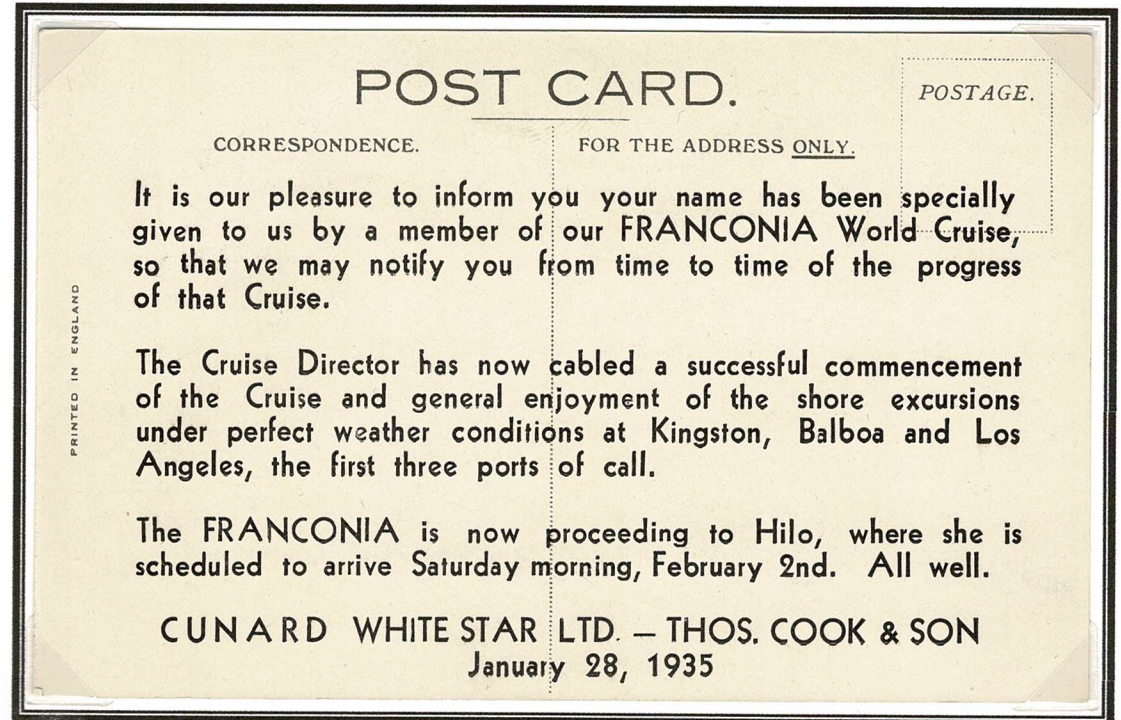 POST CARD.
POSTAGE.
CORRESPONDENCE.
FOR THE ADDRESS ONLY.
It is our pleasure to inform you your name has been specially
given to us by a member of our FRANCONIA World Cruise,
so that we may notify you from time to time of the progress
of that Cruise.
The Cruise Director has now cabled a successful commencement
of the Cruise and general enjoyment of the shore excursions
under perfect weather conditions at Kingston, Balboa and Los
Angeles, the first three ports of call.
The FRANCONIA is now proceeding to Hilo, where she is
scheduled to arrive Saturday morning, February 2nd. All well.
CUNARD WHITE STAR LTD. – THOS. COOK & SON
January 28, 1935
PRINTED IN ENGLAND